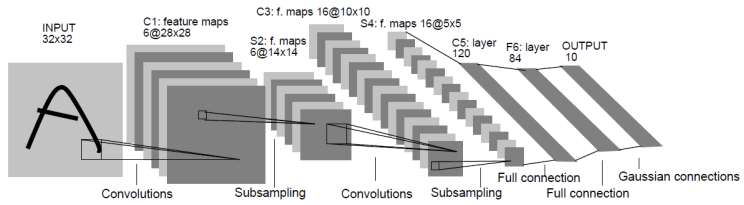 INPUT
32x32
C1: feature maps
6@28x28
S2: f. maps
6@14x14
C3: f. maps 16@10x10
S4: f. maps 16@5x5
C5: layer
120
F6: layer
84
OUTPUT
10
A
Convolutions
Subsampling
Convolutions
Subsampling
Full connection
Full connection
Gaussian connections